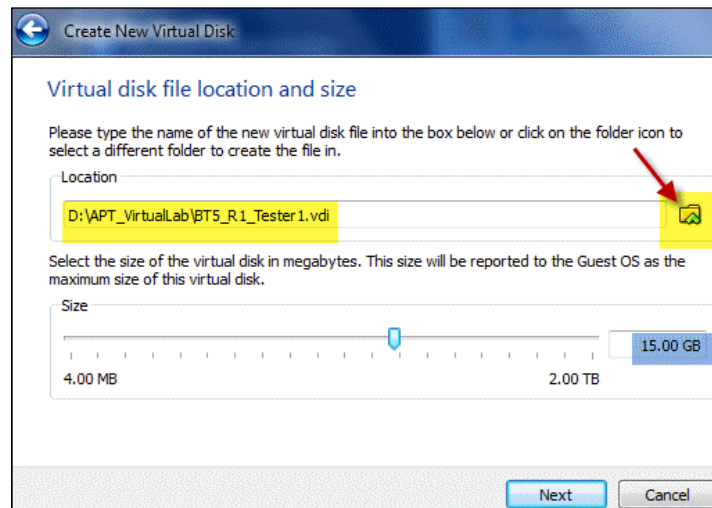 Create New Virtual Disk
Virtual disk file location and size
Please type the name of the new virtual disk file into the box below or click on the folder icon to
select a different folder to create the file in.
Location
D:\APT_VirtualLab\BT5_R1_Tester1.vdi
Select the size of the virtual disk in megabytes. This size will be reported to the Guest OS as the
maximum size of this virtual disk.
Size
15.00 GB
4.00 MB 2.00 TB
Next Cancel